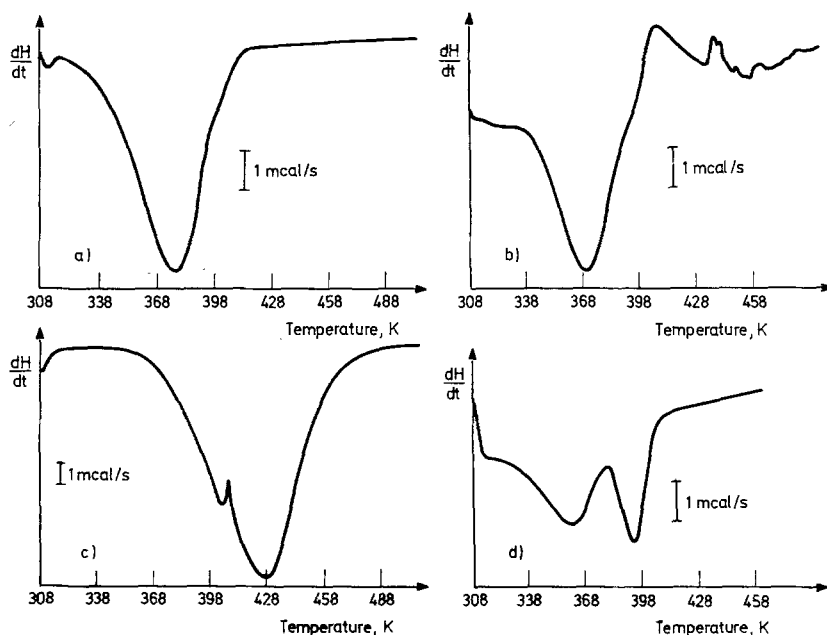 dH
dt
1 mcal/s
a)
308 338 368 398 428 458 488
Temperature, K
dH
dt
1 mcal/s
b)
308 338 368 398 428 458
Temperature, K
dH
dt
1 mcal/s
c)
308 338 368 398 428 458 488
Temperature, K
dH
dt
1 mcal/s
d)
308 338 368 398 428 458
Temperature, K